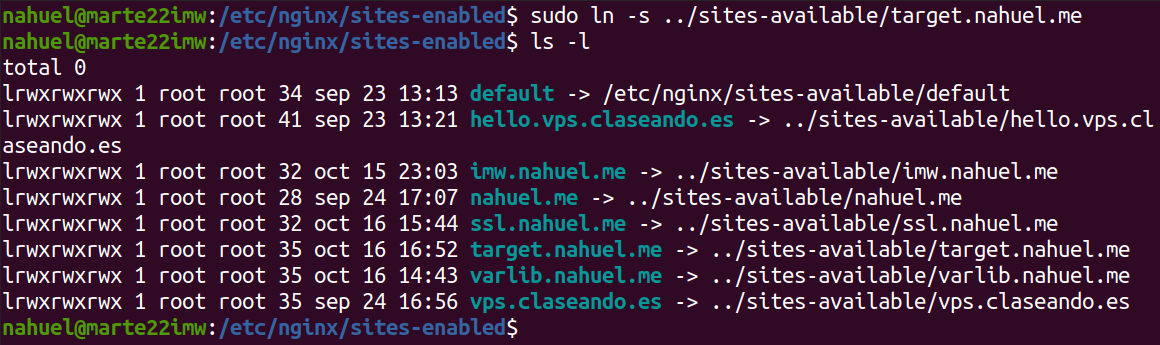 nahuel@marte22imw:/etc/nginx/sites-enabled$ sudo ln -s ../sites-available/target.nahuel.me
nahuel@marte22imw:/etc/nginx/sites-enabled$ ls -l
total 0
lrwxrwxrwx 1 root root 34 sep 23 13:13 default -> /etc/nginx/sites-available/default
lrwxrwxrwx 1 root root 41 sep 23 13:21 hello.vps.claseando.es -> ../sites-available/hello.vps.cl
aseando.es
lrwxrwxrwx 1 root root 32 oct 15 23:03 imw.nahuel.me -> ../sites-available/imw.nahuel.me
lrwxrwxrwx 1 root root 28 sep 24 17:07 nahuel.me -> ../sites-available/nahuel.me
lrwxrwxrwx 1 root root 32 oct 16 15:44 ssl.nahuel.me -> ../sites-available/ssl.nahuel.me
lrwxrwxrwx 1 root root 35 oct 16 16:52 target.nahuel.me -> ../sites-available/target.nahuel.me
lrwxrwxrwx 1 root root 35 oct 16 14:43 varlib.nahuel.me -> ../sites-available/varlib.nahuel.me
lrwxrwxrwx 1 root root 35 sep 24 16:56 vps.claseando.es -> ../sites-available/vps.claseando.es
nahuel@marte22imw:/etc/nginx/sites-enabled$